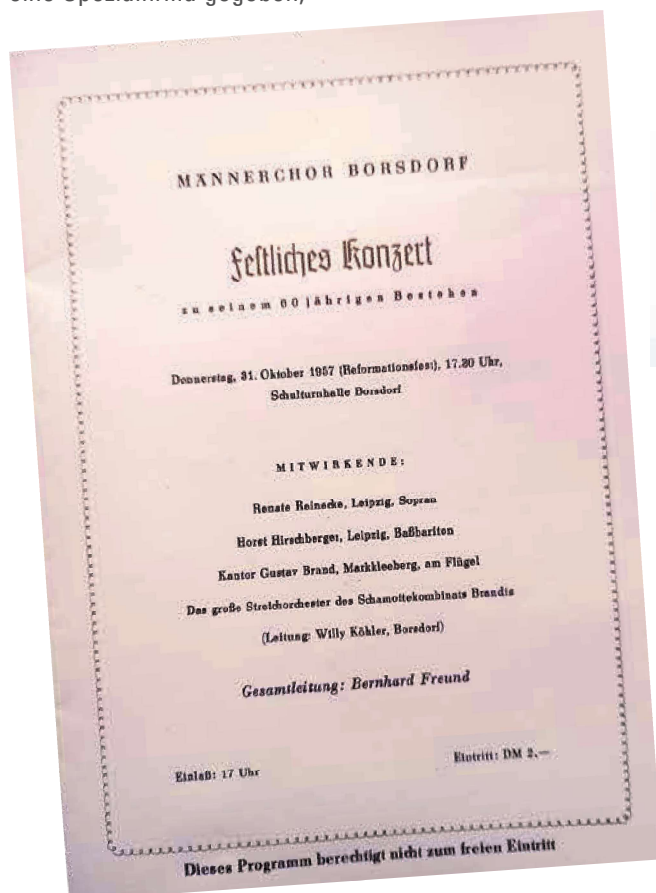 eine Spezialfirma gegeben,
MÄNNERCHOR BORSDORF
Festliches Konzert
zu seinem 60 jährigen Bestehen
Donnerstag, 31. Oktober 1957 (Reformationsfest), 17.30 Uhr,
Schulturnhalle Borsdorf
MITWIRKENDE:
Renate Reinecke, Leipzig, Sopran
Horst Hirschberger, Leipzig, Baßbariton
Kantor Gustav Brand, Markkleeberg, am Flügel
Das große Streichorchester des Schamottekombinats Brandis
(Leitung: Willy Köhler, Borsdorf)
Gesamtleitung: Bernhard Freund
Einlaß: 17 Uhr
Eintritt: DM 2.—
Dieses Programm berechtigt nicht zum freien Eintritt